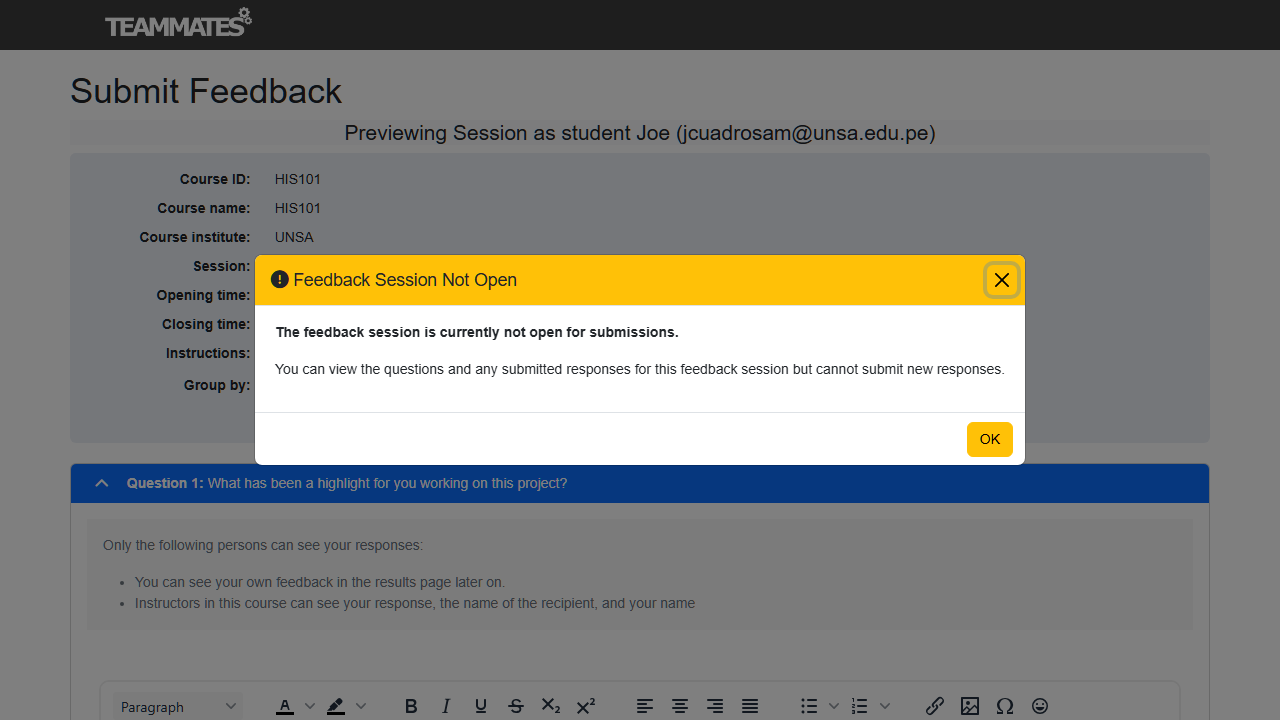 TEAMMATES
Submit Feedback
Previewing Session as student Joe (jcuadrosam@unsa.edu.pe)
Course ID: HIS101
Course name: HIS101
Course institute: UNSA
Session:
Opening time:
Closing time:
Instructions:
Group by:
Feedback Session Not Open
The feedback session is currently not open for submissions.
You can view the questions and any submitted responses for this feedback session but cannot submit new responses.
OK
Question 1: What has been a highlight for you working on this project?
Only the following persons can see your responses:
• You can see your own feedback in the results page later on.
• Instructors in this course can see your response, the name of the recipient, and your name
Paragraph